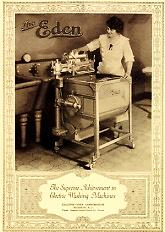 The Eden
The Supreme Achievement in
Electric Washing Machines